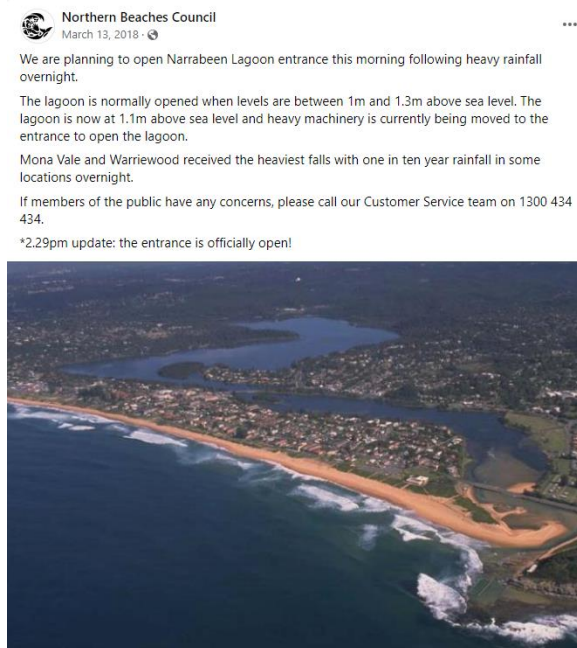 Northern Beaches Council
March 13, 2018 ·
We are planning to open Narrabeen Lagoon entrance this morning following heavy rainfall
overnight.
The lagoon is normally opened when levels are between 1m and 1.3m above sea level. The
lagoon is now at 1.1m above sea level and heavy machinery is currently being moved to the
entrance to open the lagoon.
Mona Vale and Warriewood received the heaviest falls with one in ten year rainfall in some
locations overnight.
If members of the public have any concerns, please call our Customer Service team on 1300 434
434.
*2.29pm update: the entrance is officially open!